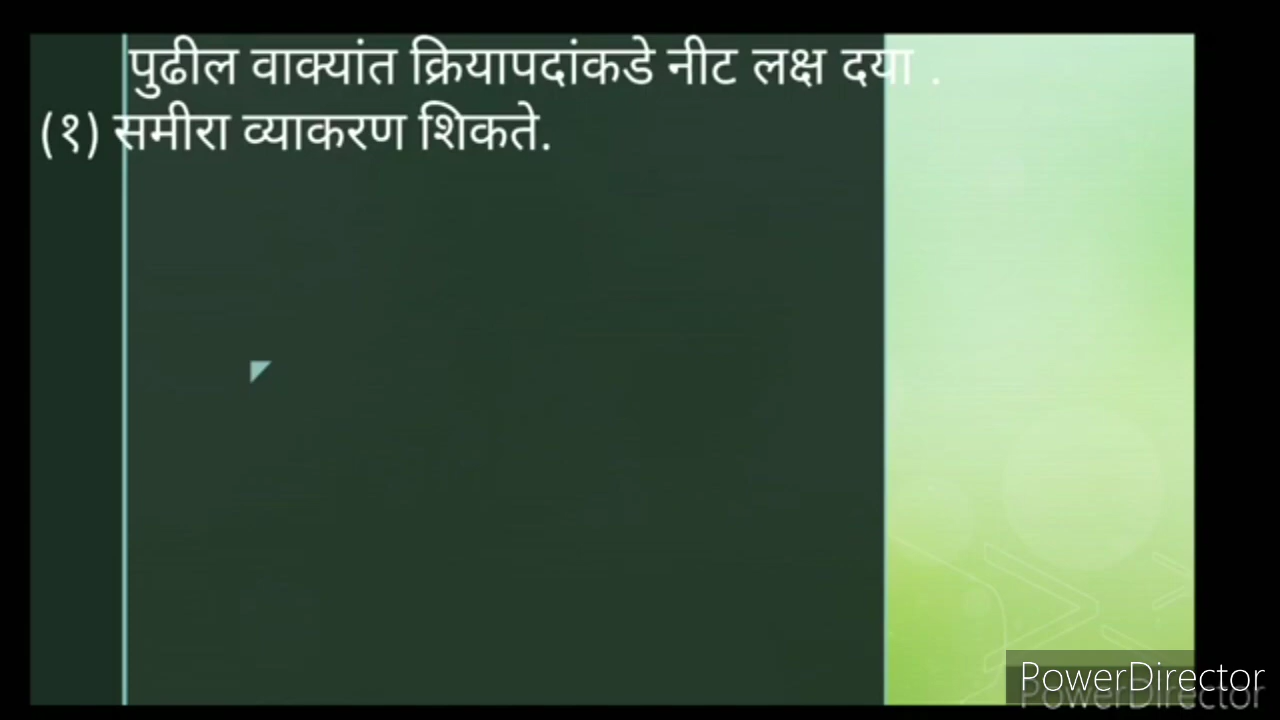 पुढील वाक्यांत क्रियापदांकडे नीट लक्ष दया .
(१) समीरा व्याकरण शिकते.
PowerDirector